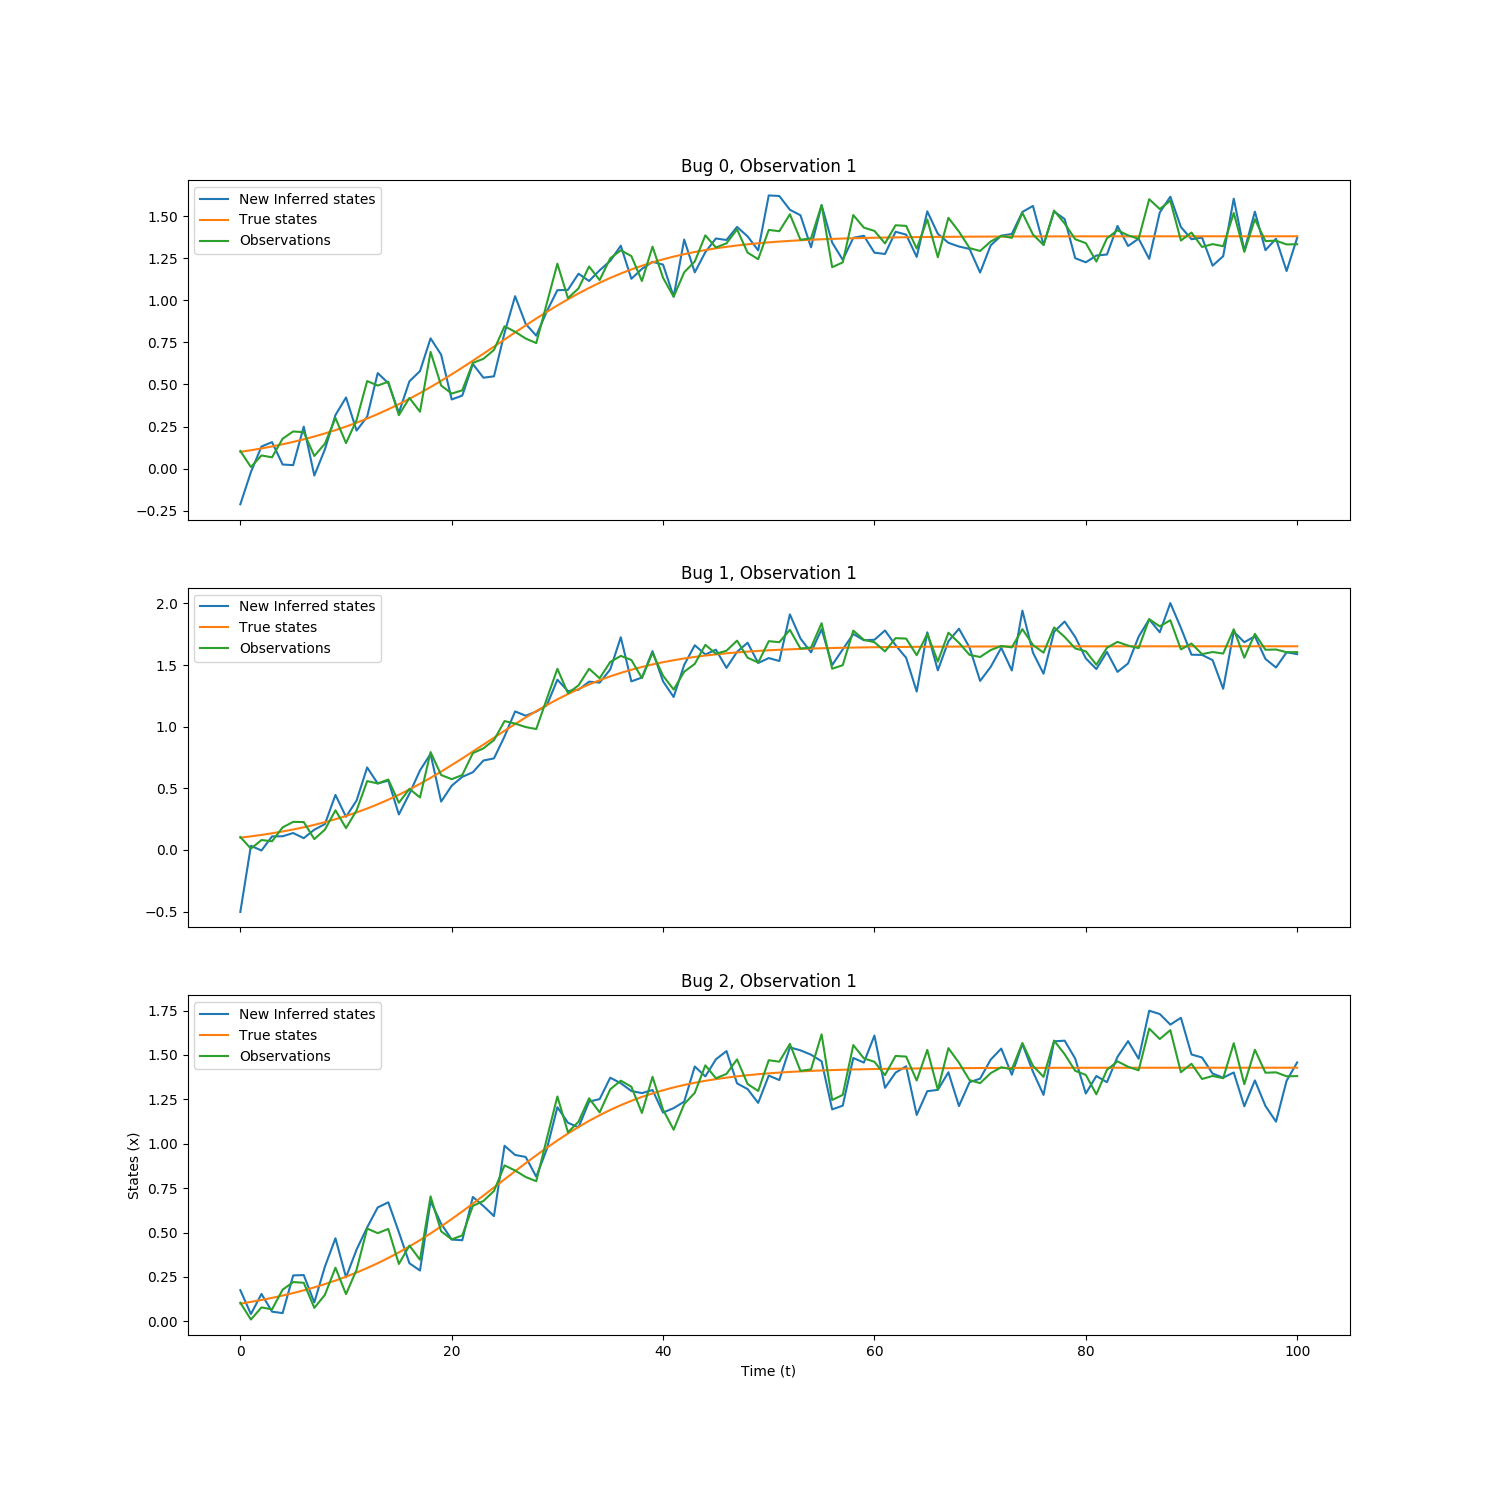 Bug 0, Observation 1
New Inferred states
True states
Observations
1.50
1.25
1.00
0.75
0.50
0.25
0.00
−0.25
Bug 1, Observation 1
New Inferred states
True states
Observations
2.0
1.5
1.0
0.5
0.0
−0.5
Bug 2, Observation 1
New Inferred states
True states
Observations
1.75
1.50
1.25
1.00
0.75
0.50
0.25
0.00
States (x)
0 20 40 60 80 100
Time (t)